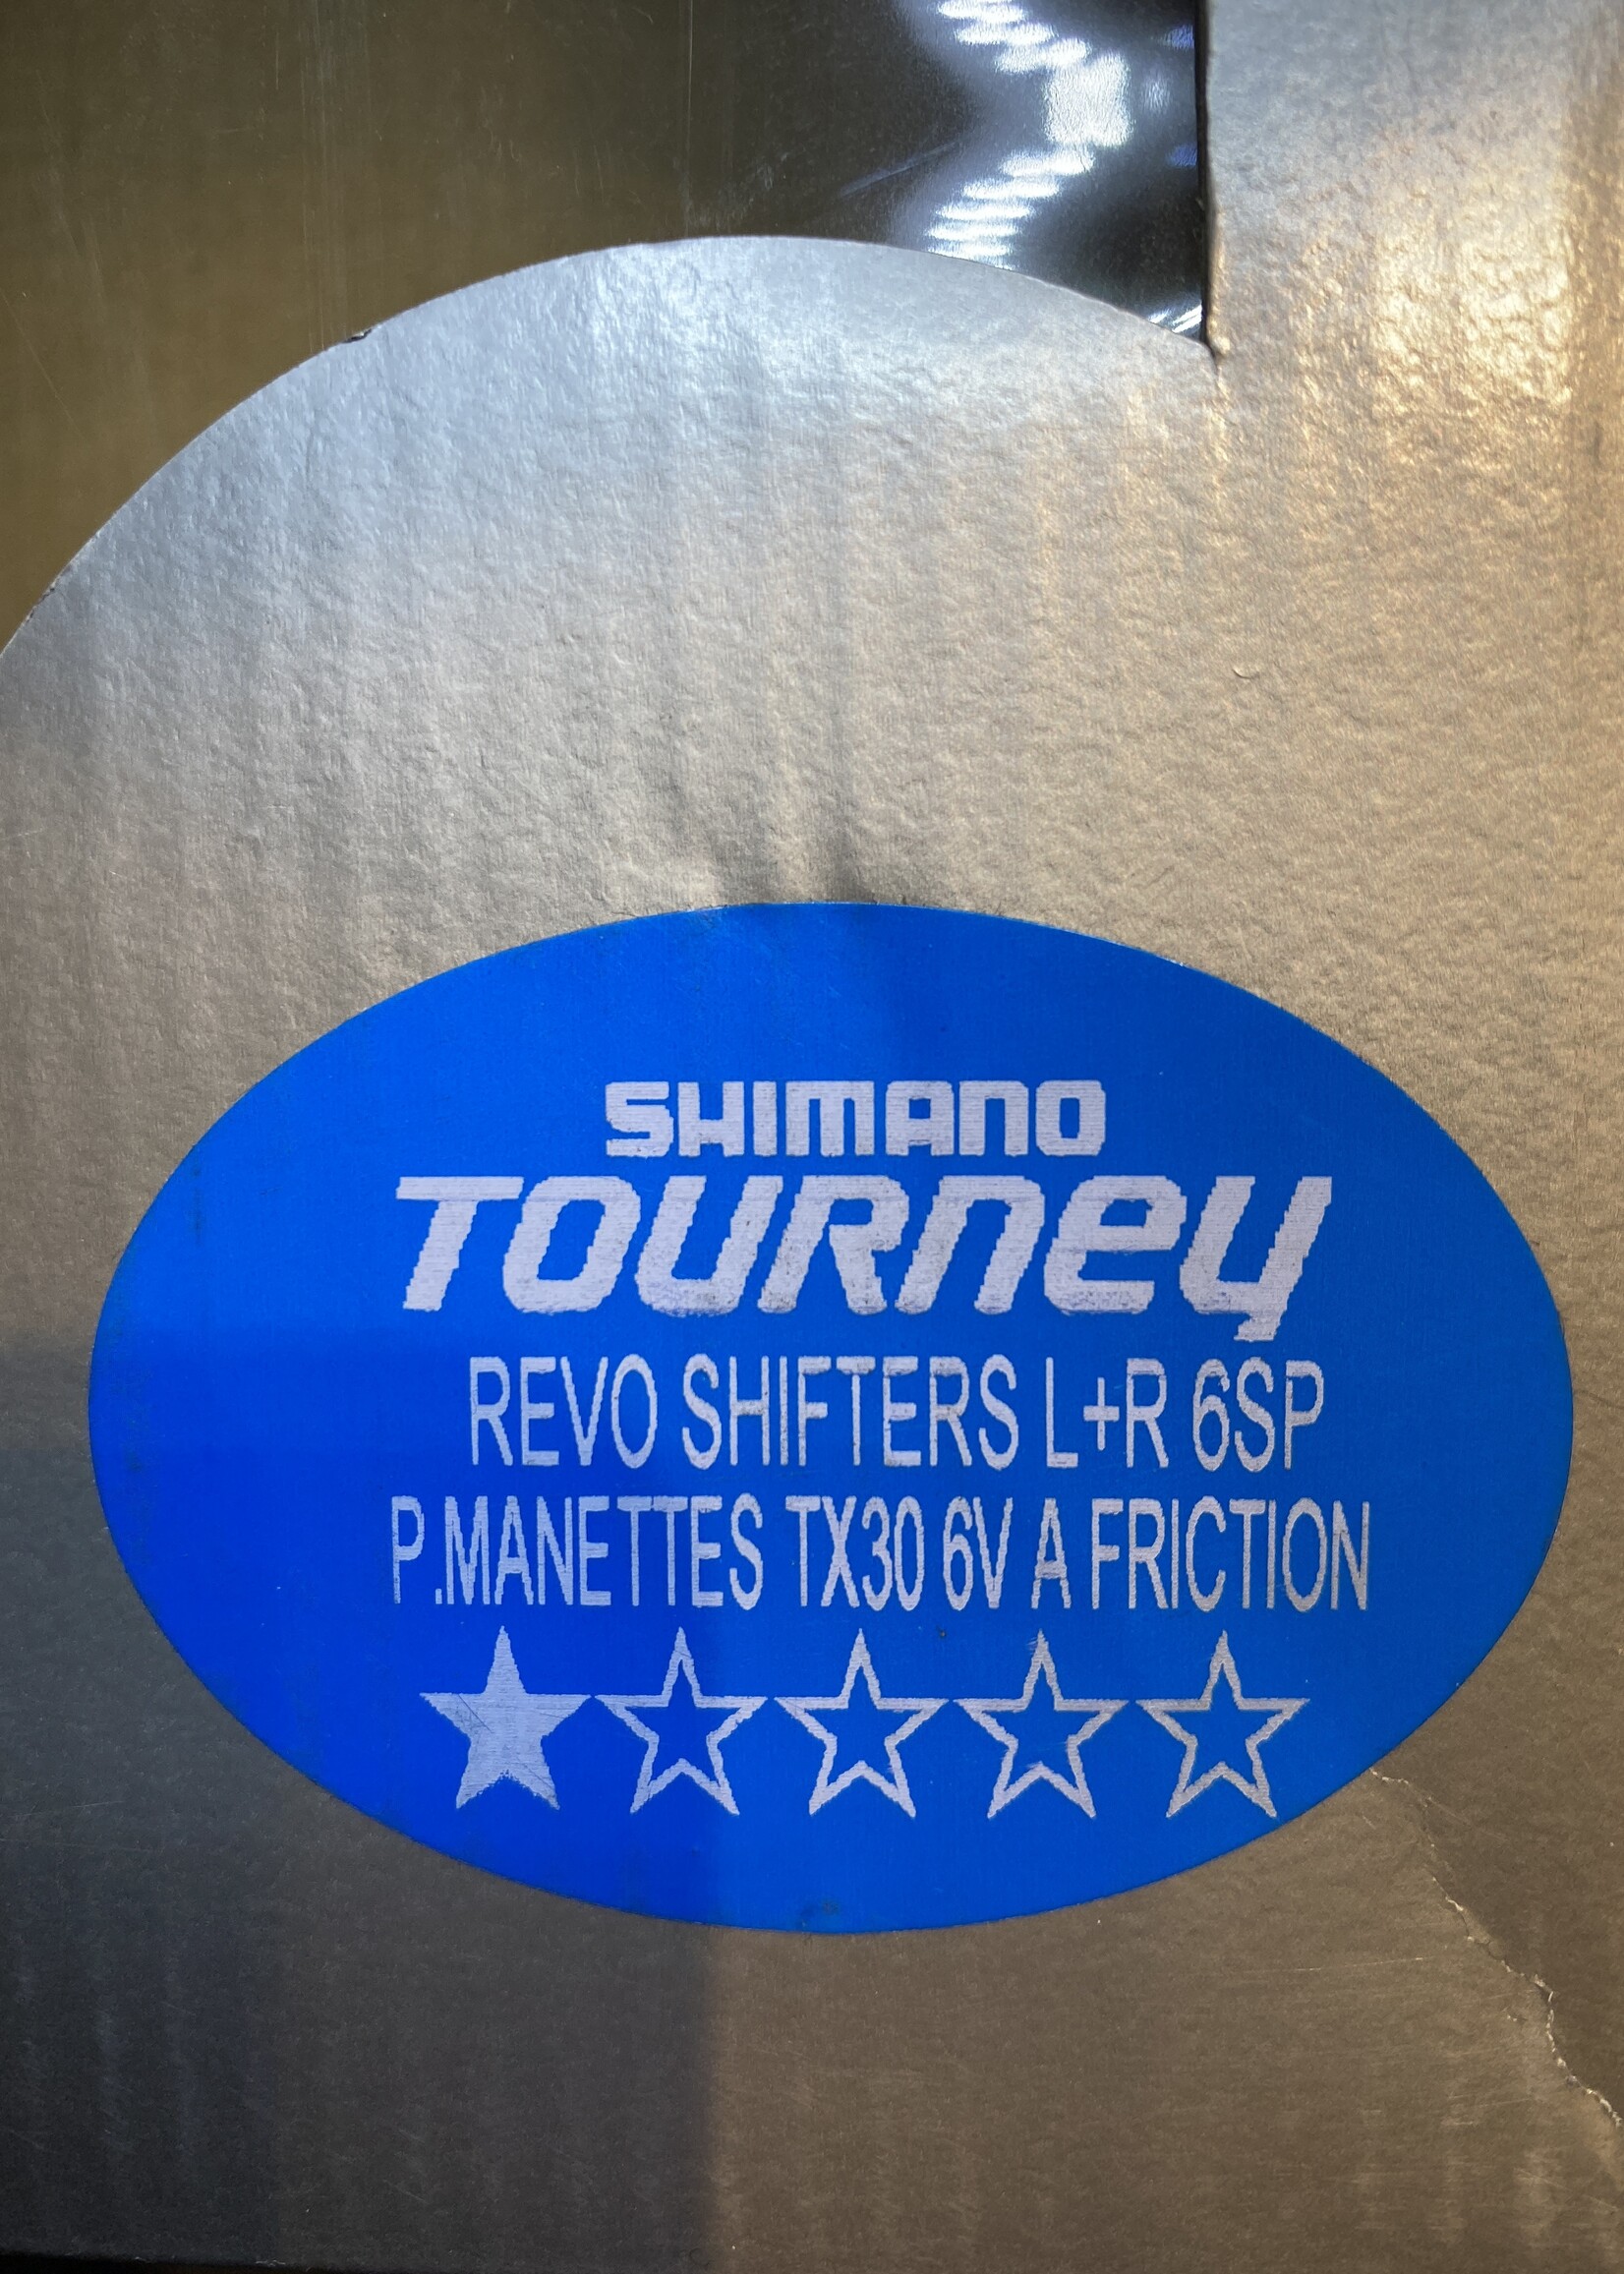 SHIMANO
TOURNEY
REVO SHIFTERS L+R 6SP
P.MANETTES TX30 6V A FRICTION